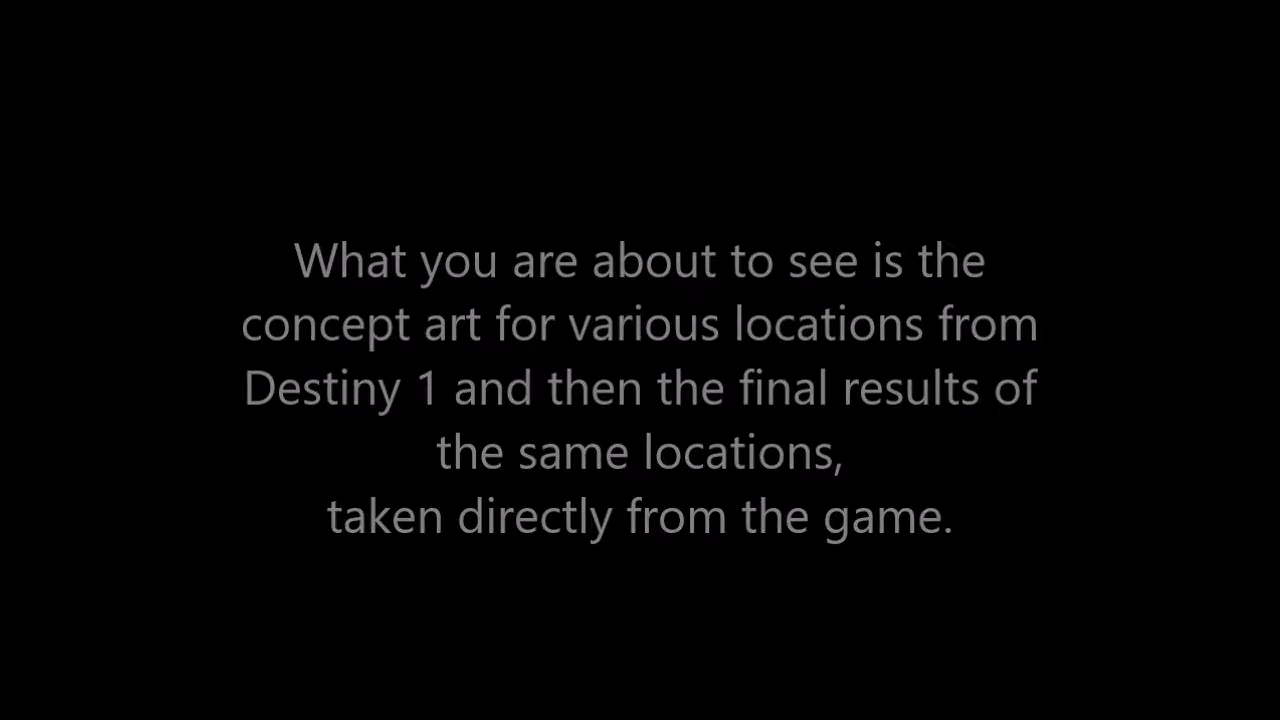 What you are about to see is the
concept art for various locations from
Destiny 1 and then the final results of
the same locations,
taken directly from the game.